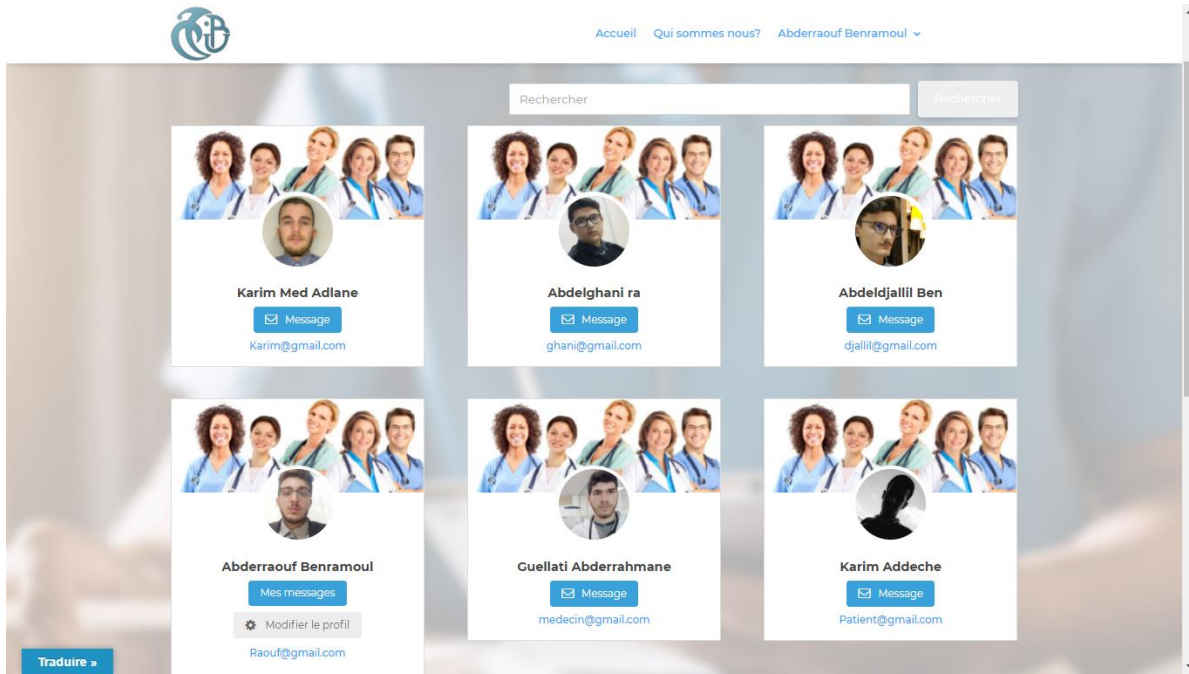 Accueil Qui sommes nous? Abderraouf Benramoul
Rechercher Rechercher
Karim Med Adlane Abdelghani ra Abdeldjallil Ben
Message Message Message
Karim@gmail.com ghani@gmail.com djallil@gmail.com
Abderraouf Benramoul Guellati Abderrahmane Karim Addeche
Mes messages Message Message
Modifier le profil medecin@gmail.com Patient@gmail.com
Raouf@gmail.com
Traduire »